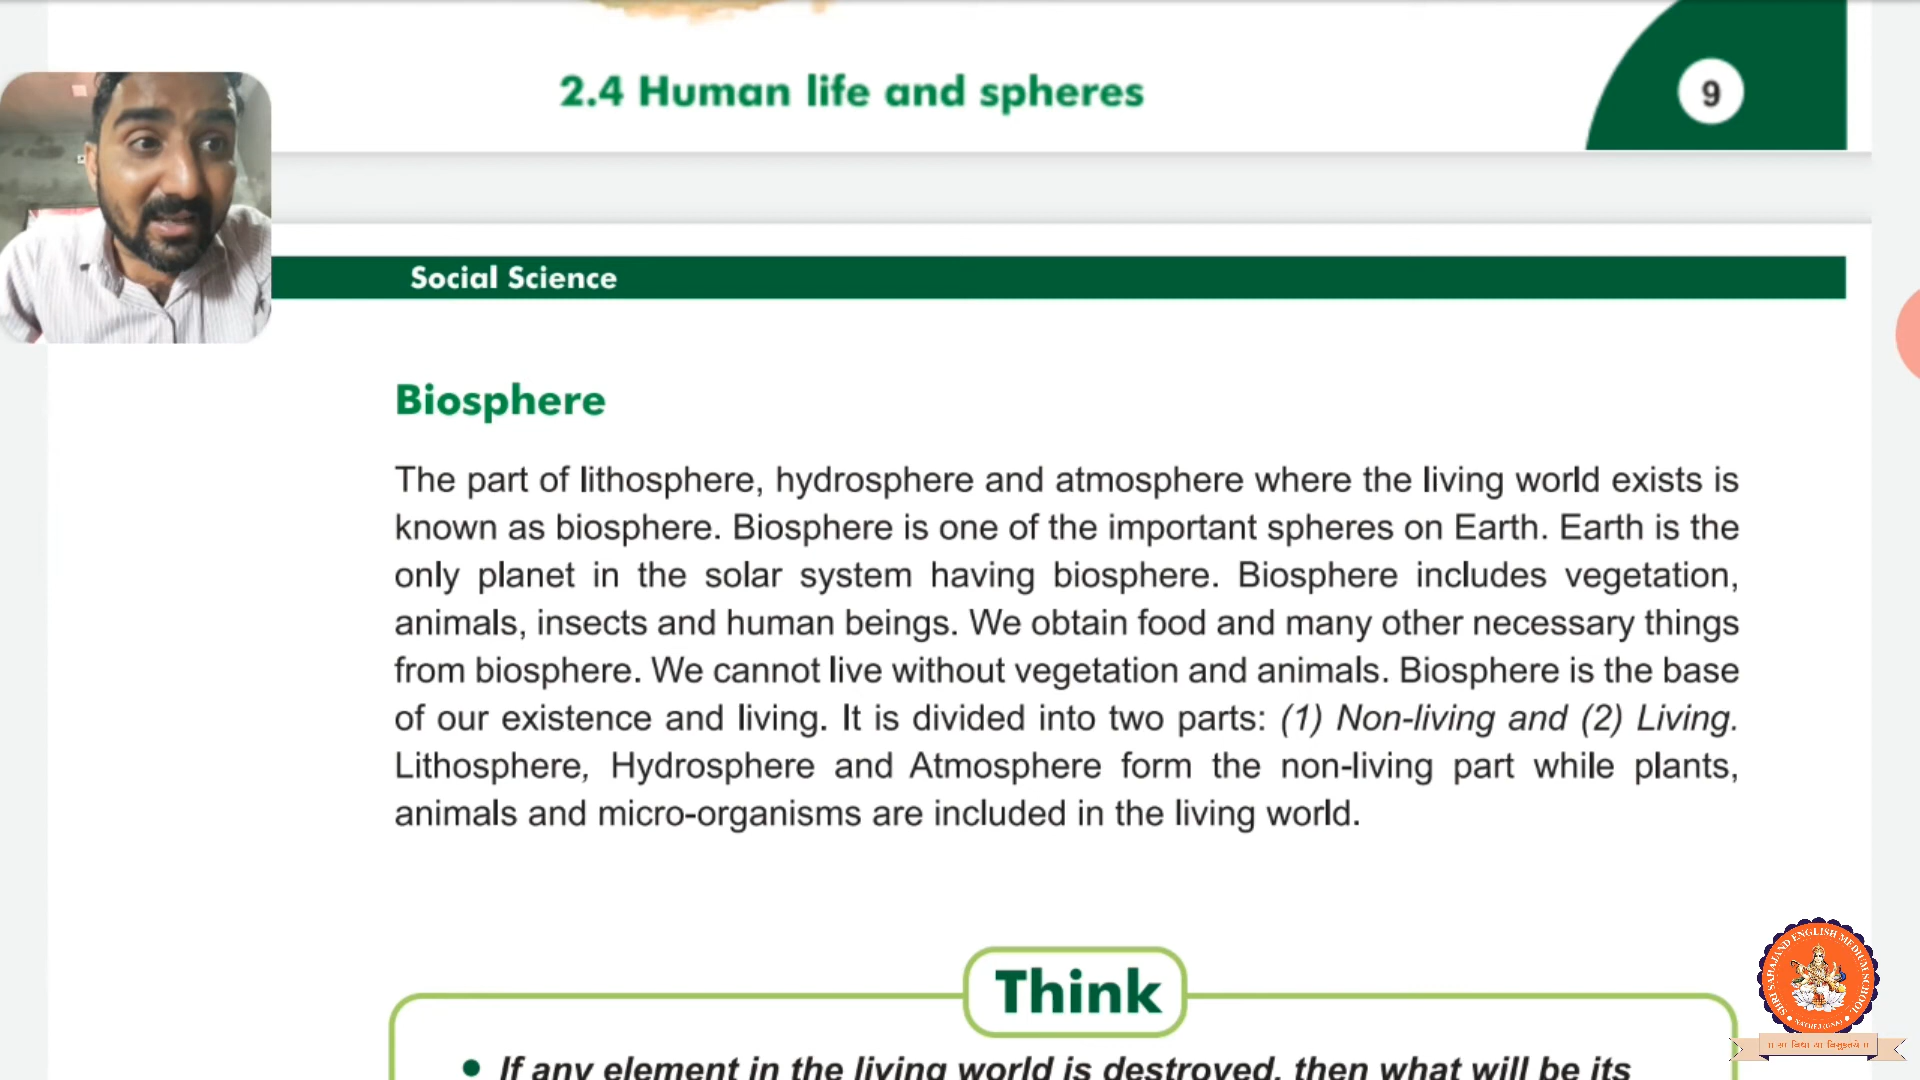 2.4 Human life and spheres
9
Social Science
Biosphere
The part of lithosphere, hydrosphere and atmosphere where the living world exists is
known as biosphere. Biosphere is one of the important spheres on Earth. Earth is the
only planet in the solar system having biosphere. Biosphere includes vegetation,
animals, insects and human beings. We obtain food and many other necessary things
from biosphere. We cannot live without vegetation and animals. Biosphere is the base
of our existence and living. It is divided into two parts: (1) Non-living and (2) Living.
Lithosphere, Hydrosphere and Atmosphere form the non-living part while plants,
animals and micro-organisms are included in the living world.
Think
• If any element in the living world is destroyed, then what will be its
SHRI SAHAJANAND ENGLISH MEDIUM SCHOOL